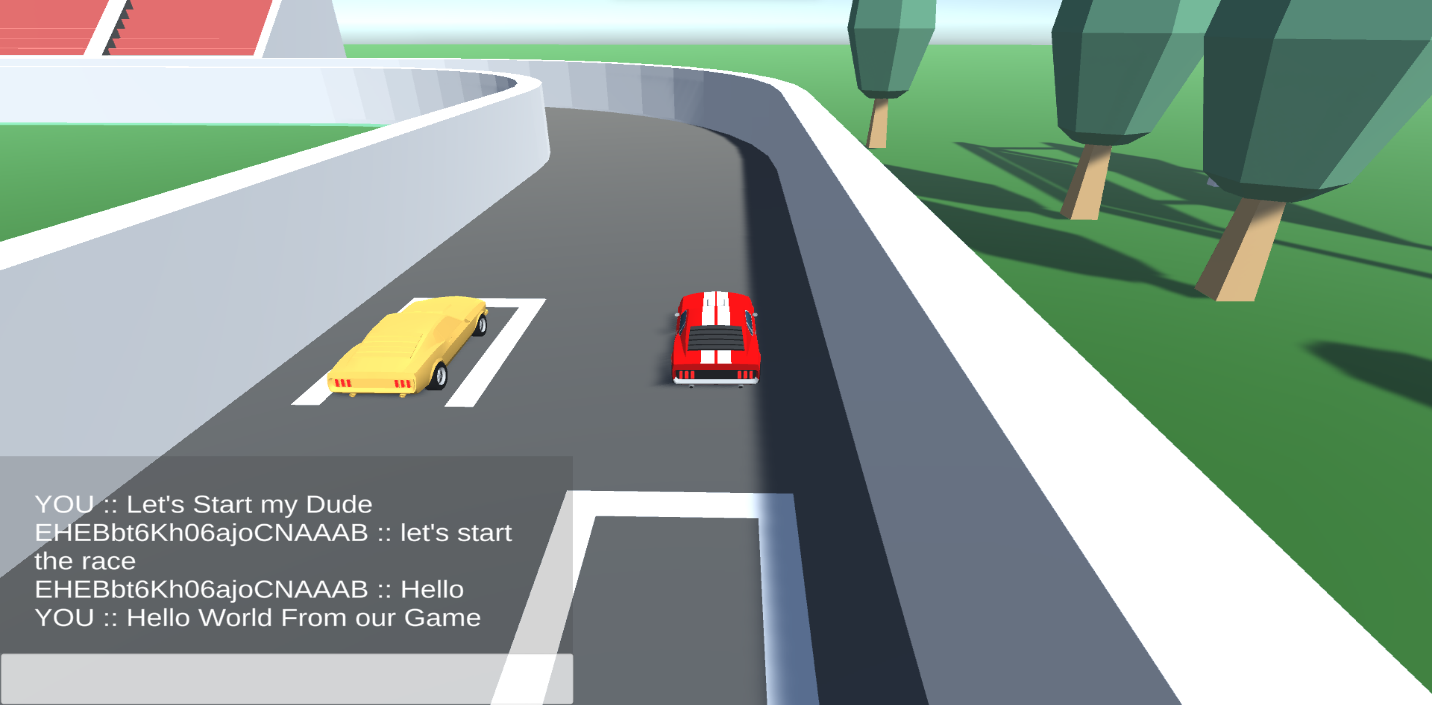 YOU :: Let's Start my Dude
EHEBbt6Kh06ajoCNAAAB :: let's start
the race
EHEBbt6Kh06ajoCNAAAB :: Hello
YOU :: Hello World From our Game